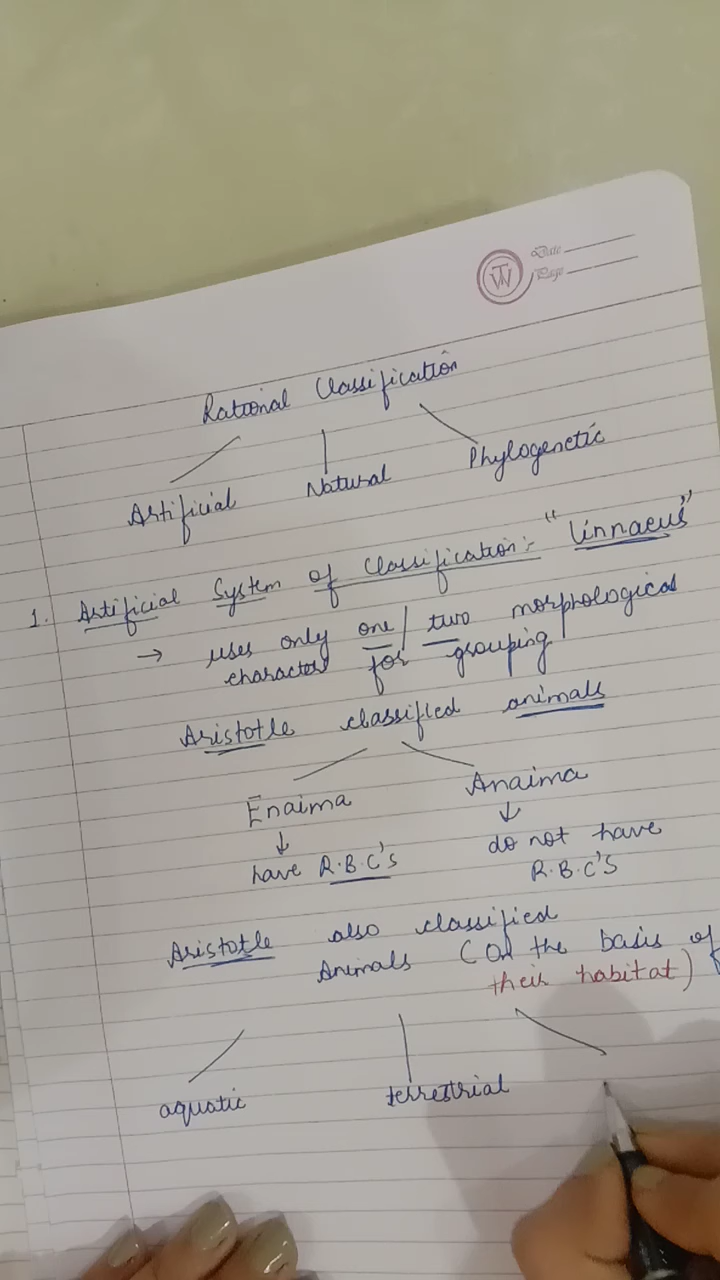 Date
Page
Rational Classification
Artificial Natural Phylogenetic
1. Artificial System of Classification :- "Linnaeus"
→ uses only one/two morphological
characters for grouping
Aristotle classified animals
Enaima Anaima
↓ ↓
have R.B.C'S do not have
R.B.C'S
Aristotle also classified
Animals (On the basis of
their habitat)
aquatic terrestrial